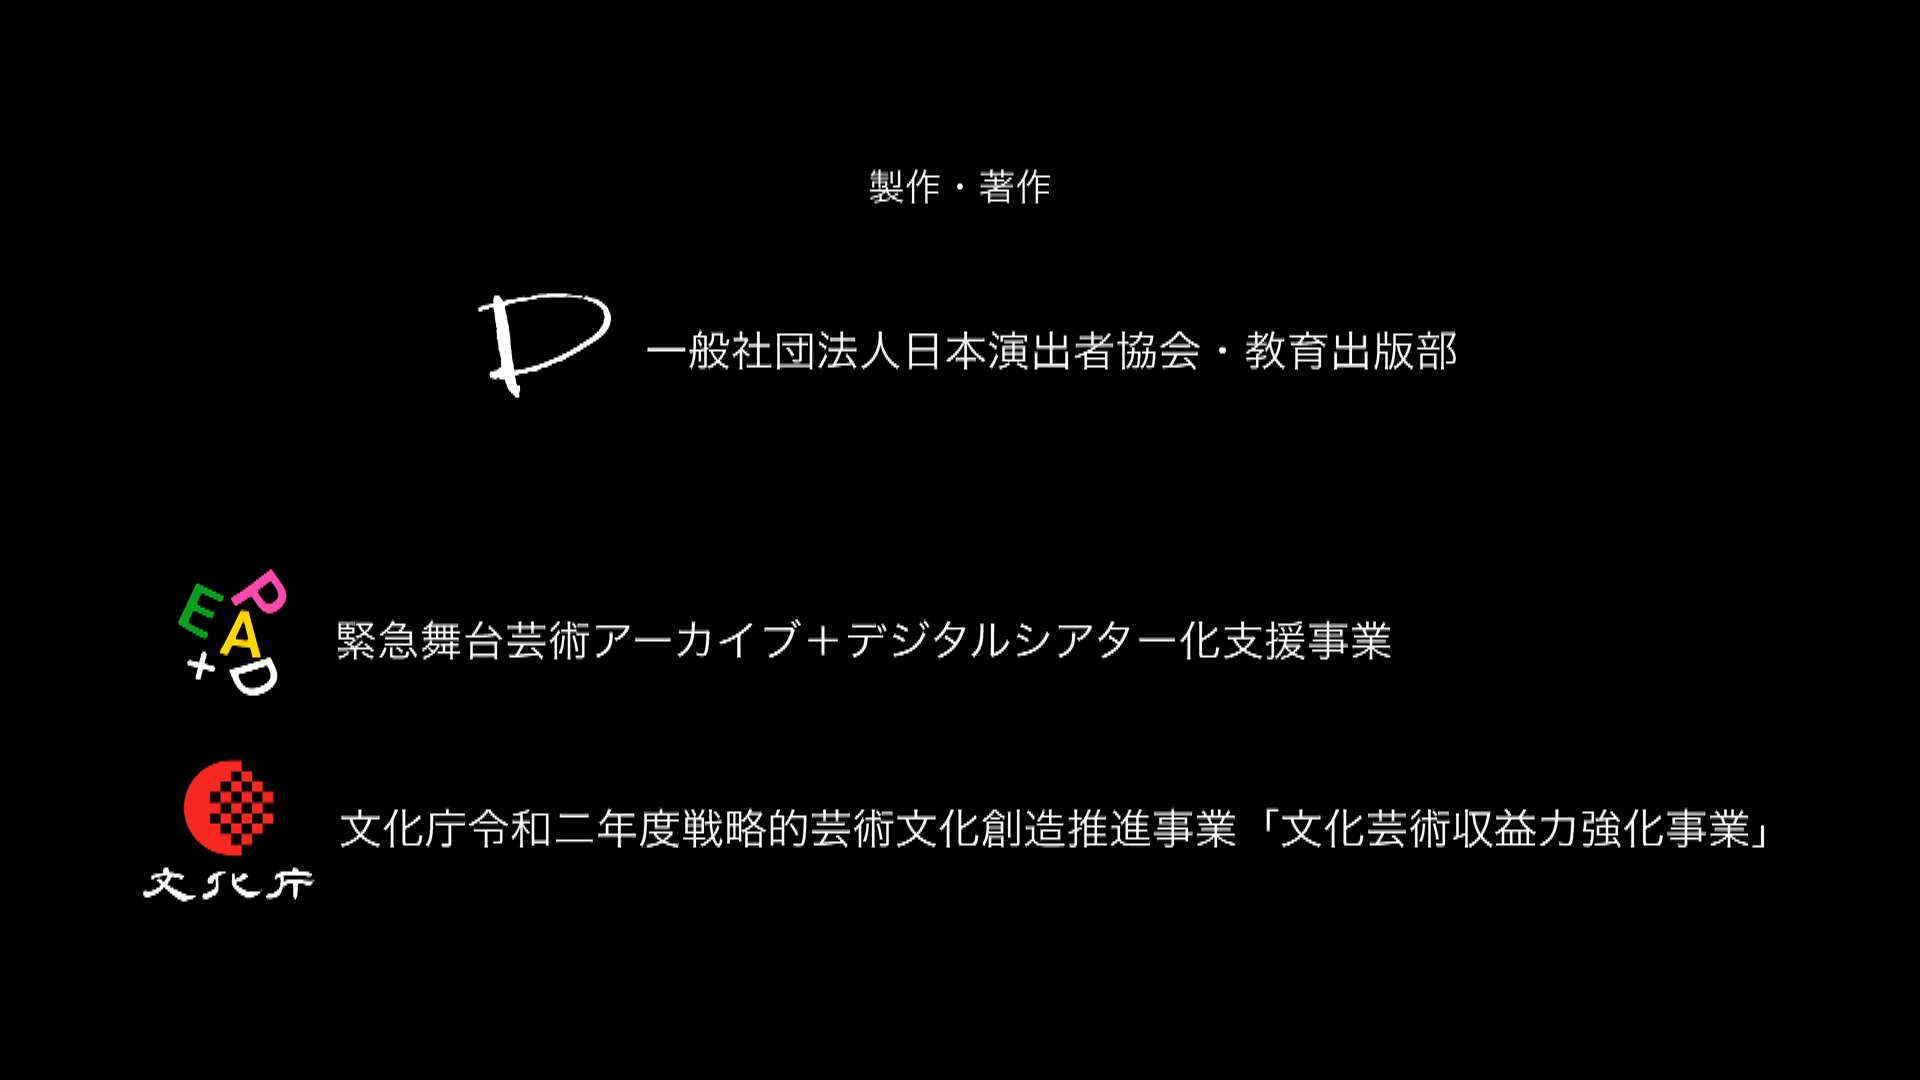 製作・著作
D 一般社団法人日本演出者協会・教育出版部
EPAD+ 緊急舞台芸術アーカイブ＋デジタルシアター化支援事業
文化庁令和二年度戦略的芸術文化創造推進事業「文化芸術収益力強化事業」
文化庁